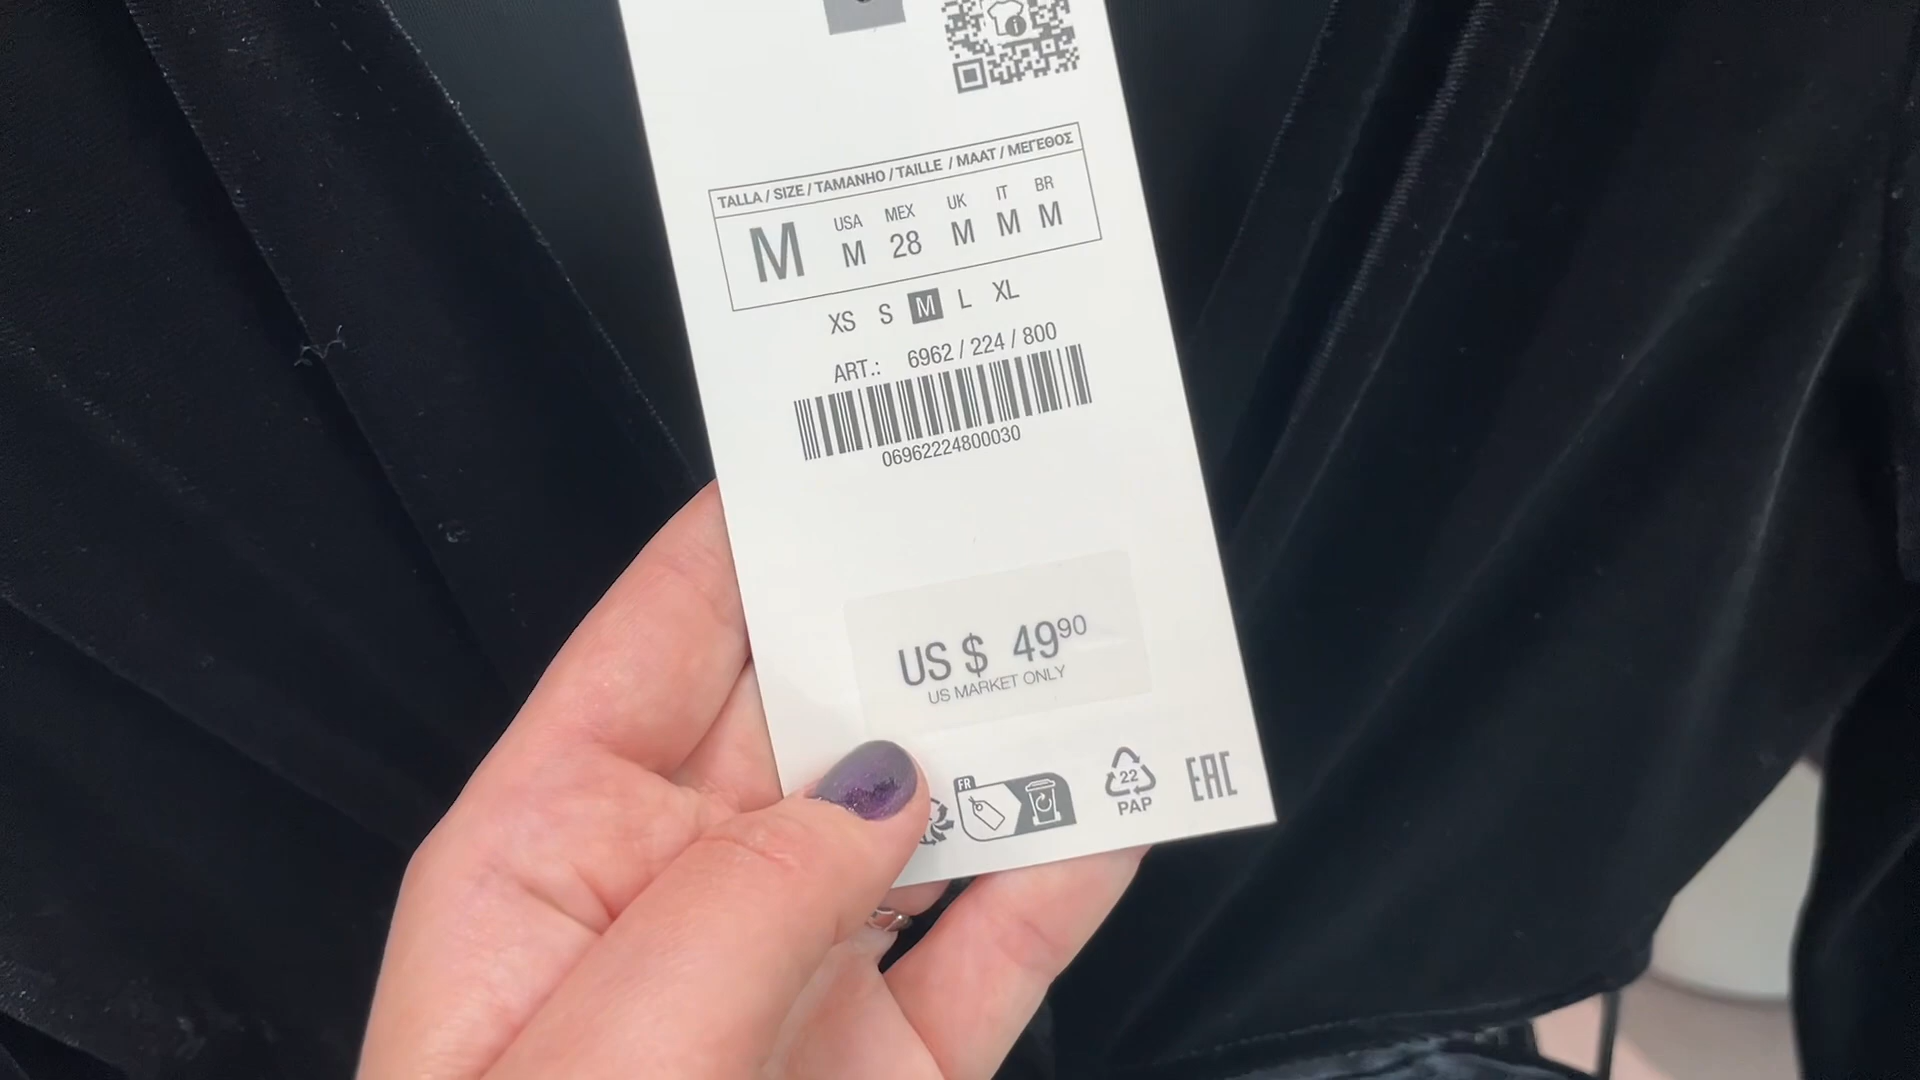 TALLA / SIZE / TAMANHO / TAILLE / MAAT / ΜΕΓΕΘΟΣ
USA MEX UK IT BR
M M 28 M M M
XS S M L XL
ART.: 6962 / 224 / 800
06962224800030
US $ 49⁹⁰
US MARKET ONLY
FR
22
PAP
EAC